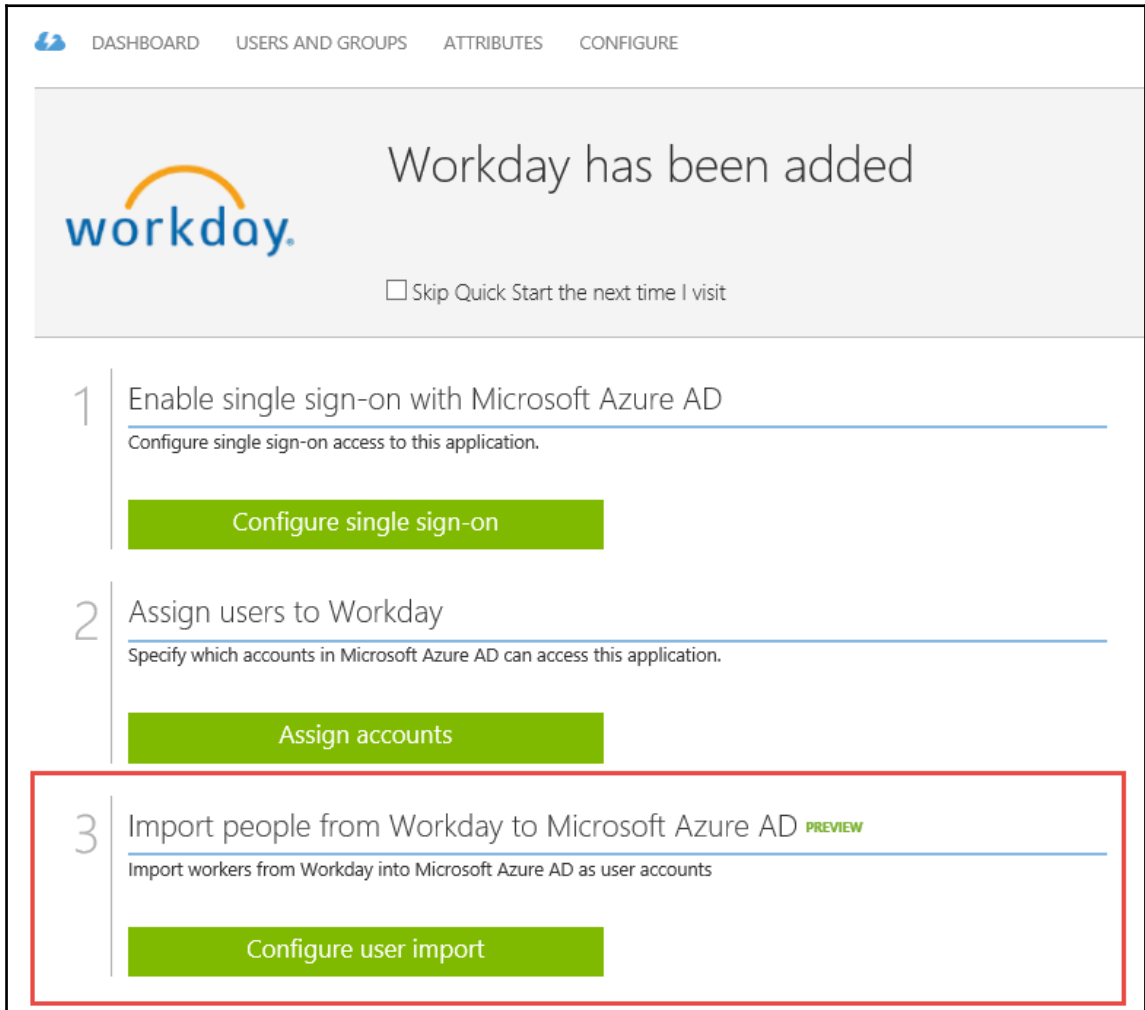 DASHBOARD USERS AND GROUPS ATTRIBUTES CONFIGURE
Workday has been added
workday.
Skip Quick Start the next time I visit
1 Enable single sign-on with Microsoft Azure AD
Configure single sign-on access to this application.
Configure single sign-on
2 Assign users to Workday
Specify which accounts in Microsoft Azure AD can access this application.
Assign accounts
3 Import people from Workday to Microsoft Azure AD PREVIEW
Import workers from Workday into Microsoft Azure AD as user accounts
Configure user import